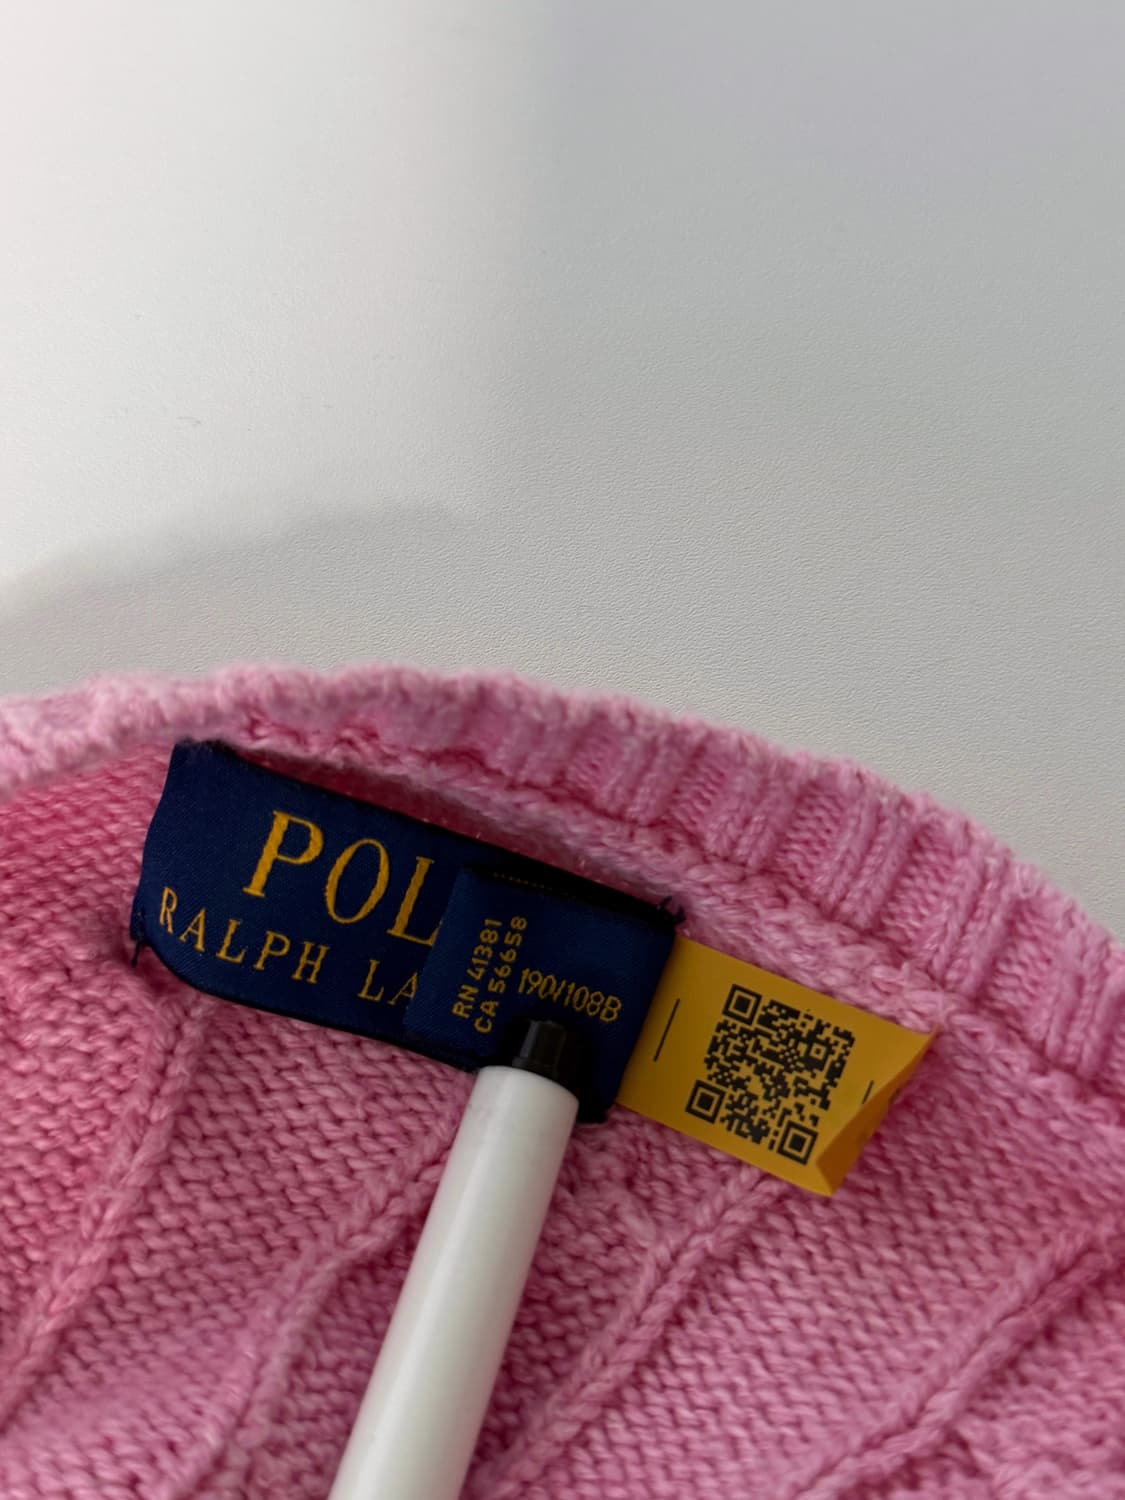 POL
RALPH LA
RN 41381
CA 56658
190/108B